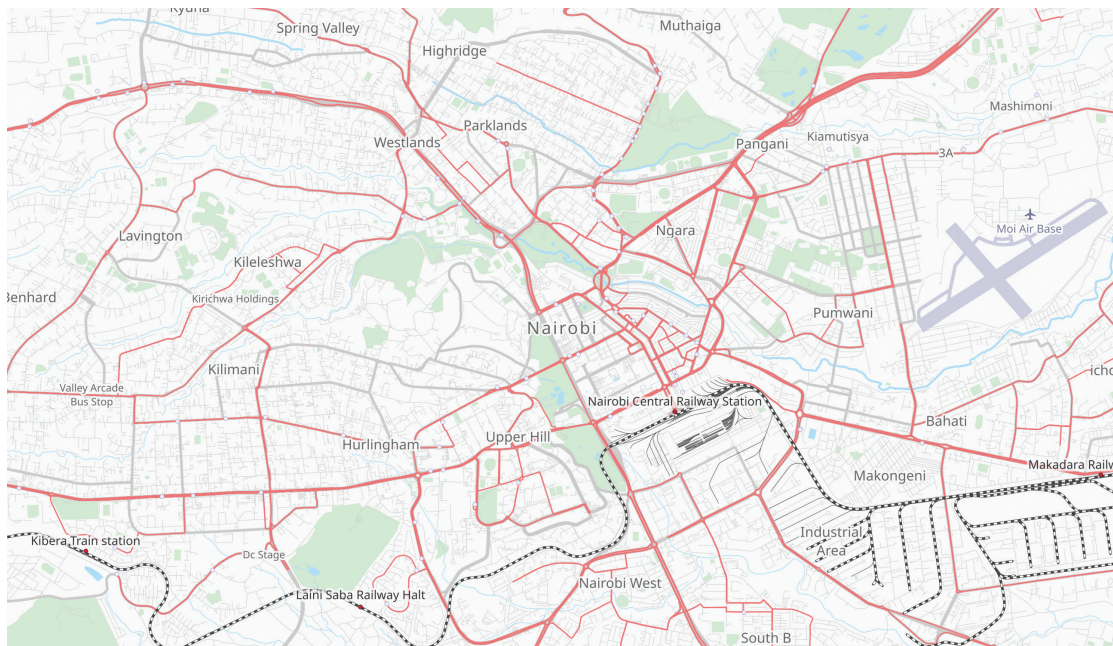 Kyuna
Spring Valley
Muthaiga
Highridge
Mashimoni
Parklands
Kiamutisya
Westlands
Pangani
3A
Moi Air Base
Ngara
Lavington
Kileleshwa
Benhard
Kirichwa Holdings
Pumwani
Nairobi
Kilimani
Valley Arcade
Bus Stop
Nairobi Central Railway Station
Bahati
Upper Hill
Hurlingham
Makadara Railw
Makongeni
Industrial
Area
Kibera Train station
Dc Stage
Nairobi West
Laini Saba Railway Halt
South B